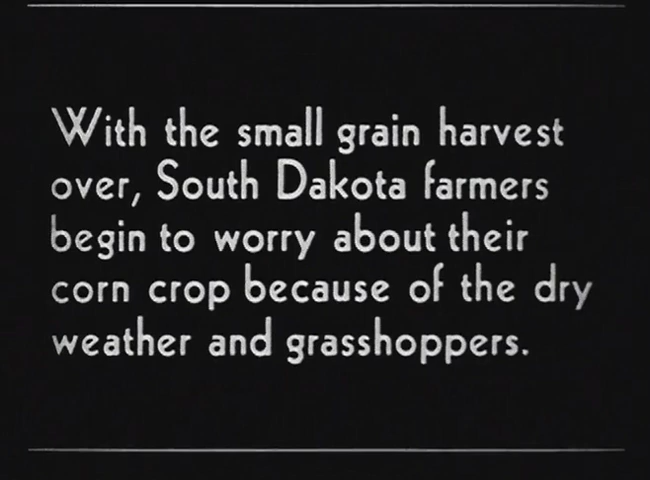 With the small grain harvest
over, South Dakota farmers
begin to worry about their
corn crop because of the dry
weather and grasshoppers.